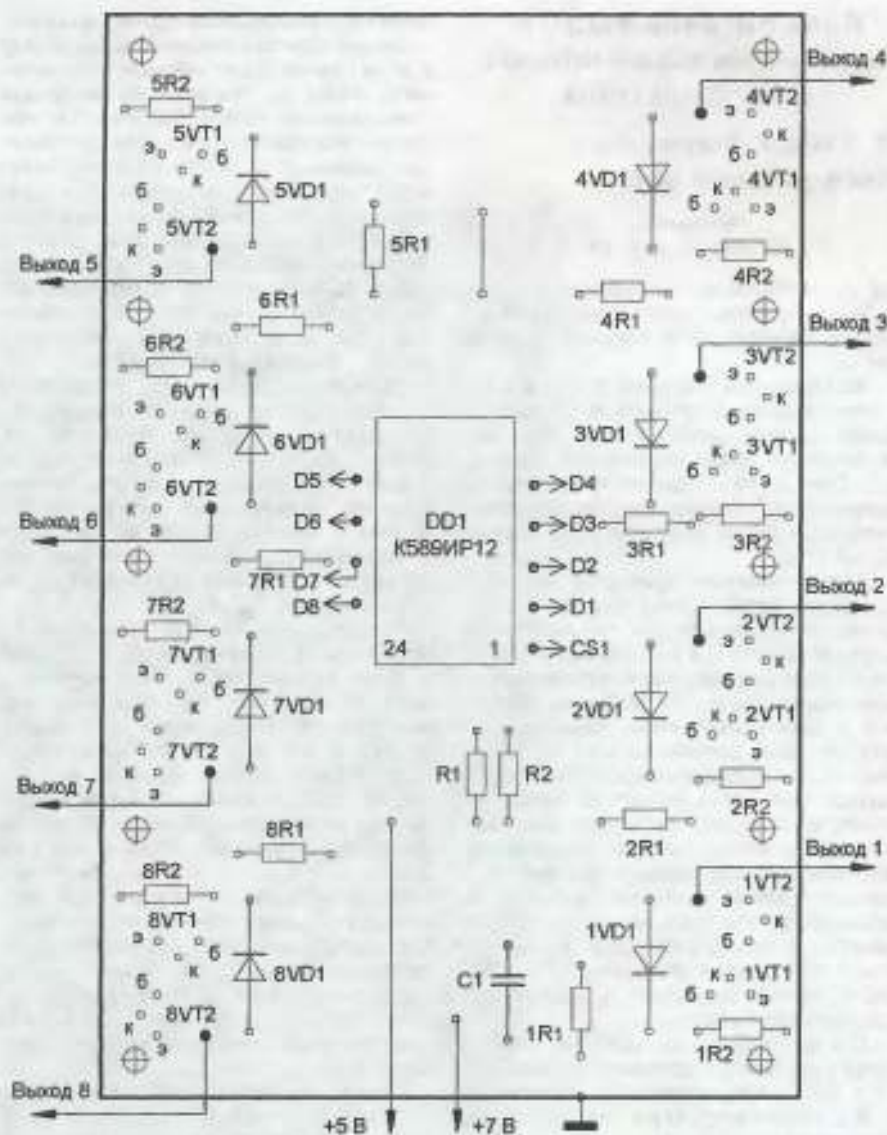 Выход 4
5R2
4VT2
э
к
б
5VT1
э
б
к
б
4VT1
к
б
э
5VD1
4VD1
5VT2
к
э
5R1
4R2
Выход 5
6R1
4R1
Выход 3
6R2
3VT2
э
к
б
6VT1
э
б
к
б
6VD1
3VD1
3VT1
к
б
э
D5
D4
6VT2
к
э
D6
DD1
К589ИР12
D3
3R1
3R2
Выход 6
7R1
D7
D2
D8
D1
Выход 2
7R2
2VT2
э
к
б
24
1
CS1
7VT1
э
б
к
б
7VD1
2VD1
2VT1
к
б
э
7VT2
к
э
R1
R2
2R2
Выход 7
8R1
2R1
Выход 1
8R2
1VT2
э
к
б
8VT1
э
б
к
б
8VD1
1VD1
C1
1VT1
к
б
э
8VT2
к
э
1R1
1R2
Выход 8
+5 В
+7 В